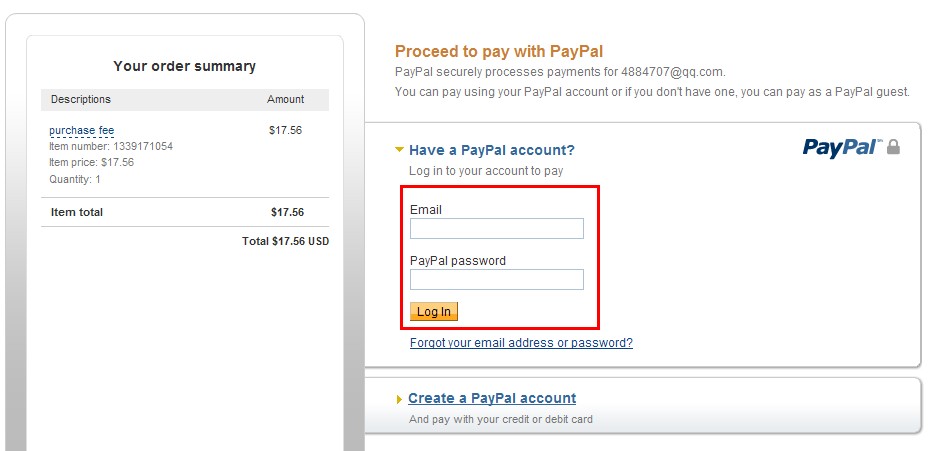 Your order summary
Descriptions Amount
purchase fee $17.56
Item number: 1339171054
Item price: $17.56
Quantity: 1
Item total $17.56
Total $17.56 USD
Proceed to pay with PayPal
PayPal securely processes payments for 4884707@qq.com.
You can pay using your PayPal account or if you don't have one, you can pay as a PayPal guest.
Have a PayPal account?
PayPal™
Log in to your account to pay
Email
PayPal password
Log In
Forgot your email address or password?
Create a PayPal account
And pay with your credit or debit card